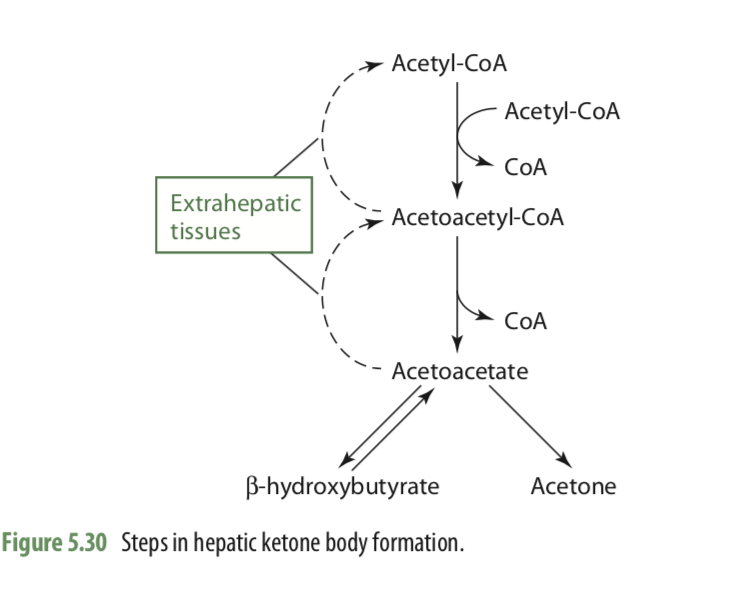 Acetyl-CoA
Acetyl-CoA
CoA
Extrahepatic
tissues
Acetoacetyl-CoA
CoA
Acetoacetate
β-hydroxybutyrate
Acetone
Figure 5.30 Steps in hepatic ketone body formation.